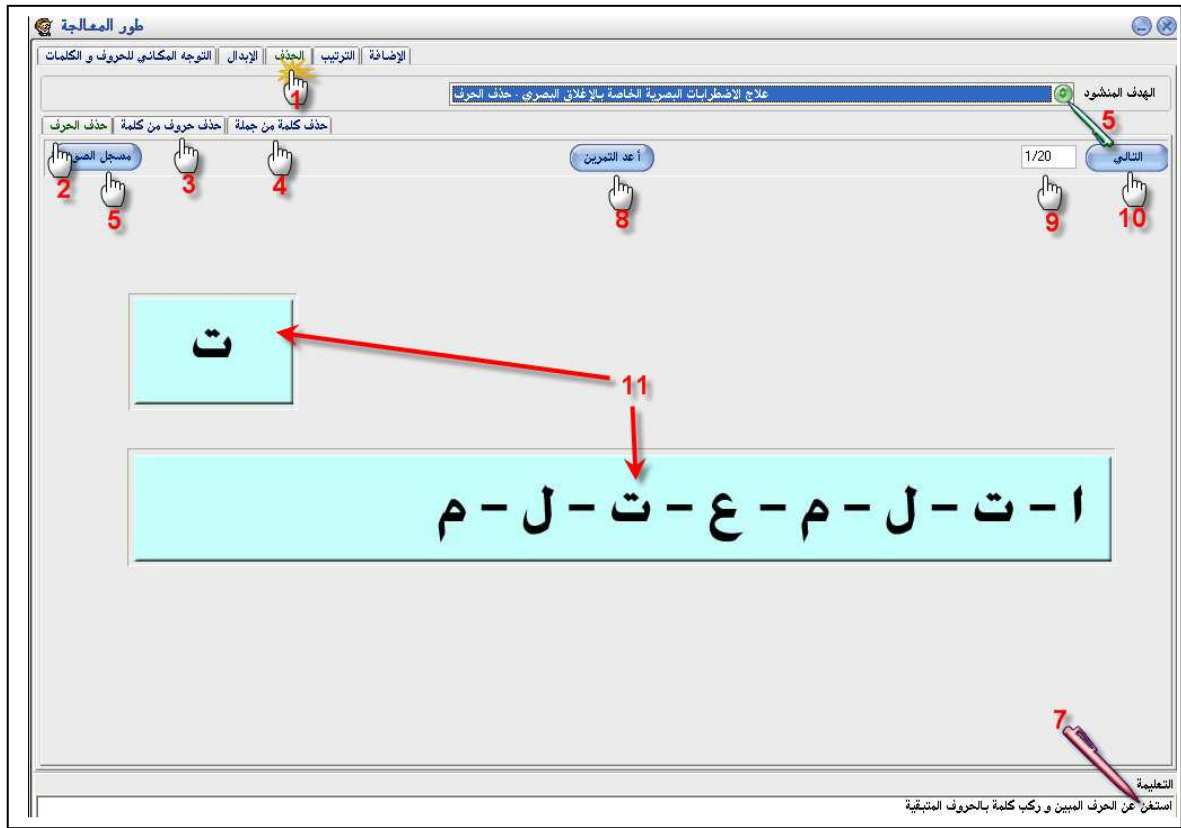 طور المعالجة
الإضافة الترتيب الحذف الإبدال التوجه المكاني للحروف و الكلمات
1
الهدف المنشود علاج الاضطرابات البصرية الخاصة بالإغلاق البصري - حذف الحرف
5
حذف كلمة من جملة حذف حروف من كلمة حذف الحرف
التالي 1/20 أعد التمرين مسجل
10 9 8 4 3 2
5
ت
11
ا - ت - ل - م - ع - ت - ل - م
7
التعليمة
استغن عن الحرف المبين و ركب كلمة بالحروف المتبقية